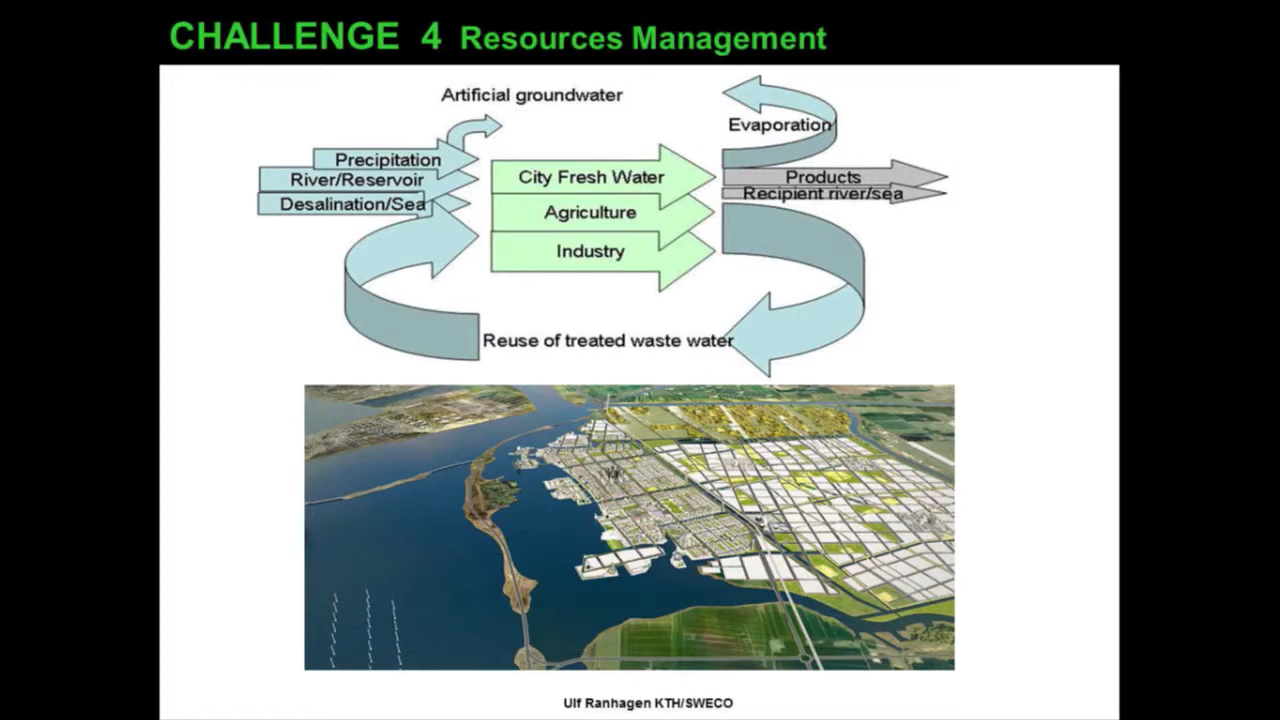 CHALLENGE 4 Resources Management
Artificial groundwater
Evaporation
Precipitation
River/Reservoir
Desalination/Sea
City Fresh Water
Agriculture
Industry
Products
Recipient river/sea
Reuse of treated waste water
Ulf Ranhagen KTH/SWECO